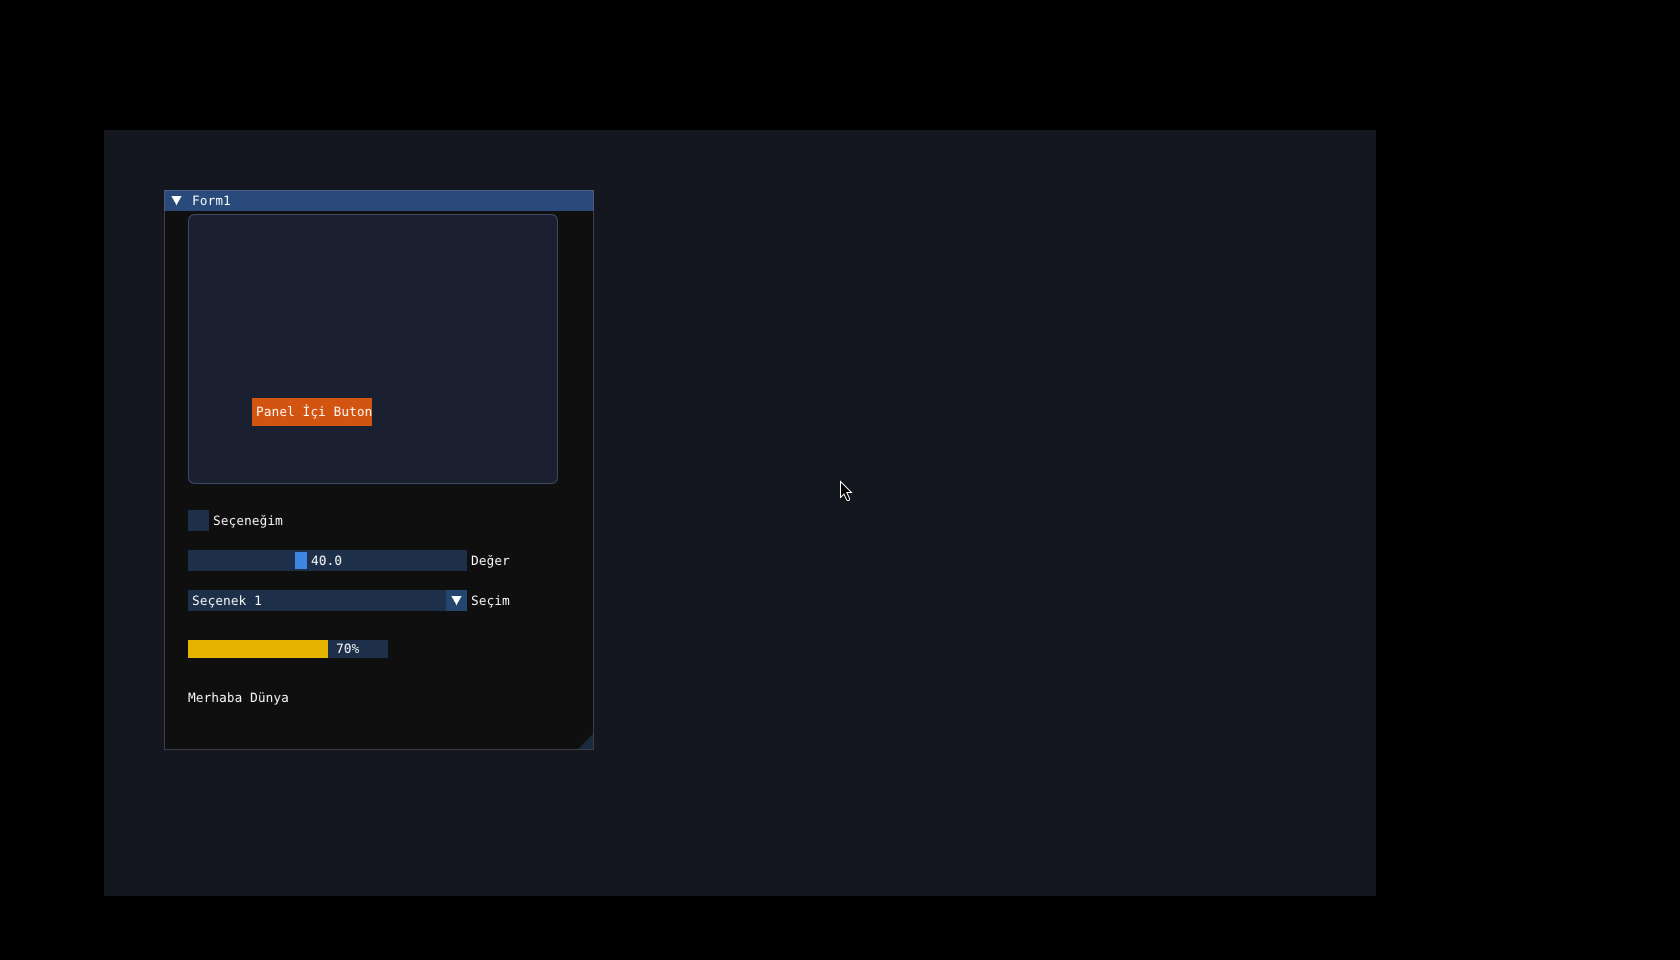 Form1
Panel İçi Buton
Seçeneğim
40.0 Değer
Seçenek 1 Seçim
70%
Merhaba Dünya